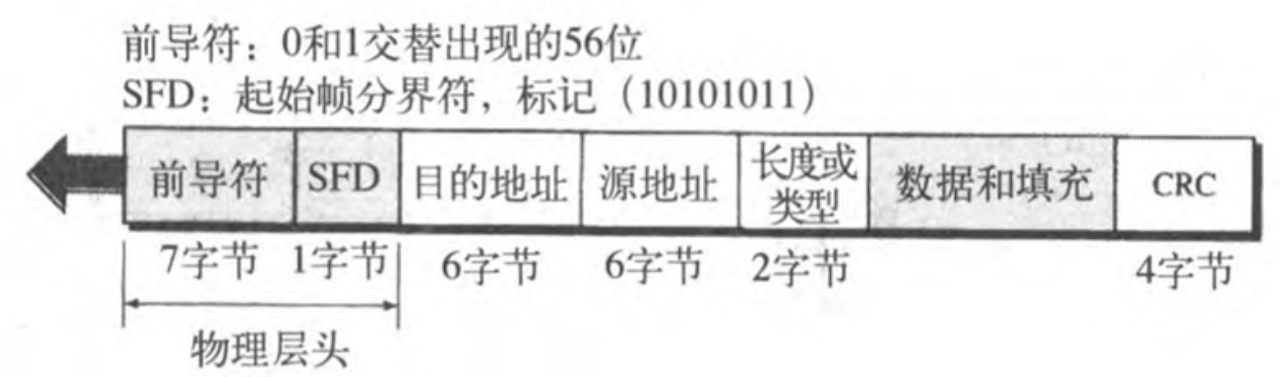 前导符：0和1交替出现的56位
SFD：起始帧分界符，标记（10101011）
前导符 SFD 目的地址 源地址 长度或类型 数据和填充 CRC
7字节 1字节 6字节 6字节 2字节 4字节
物理层头